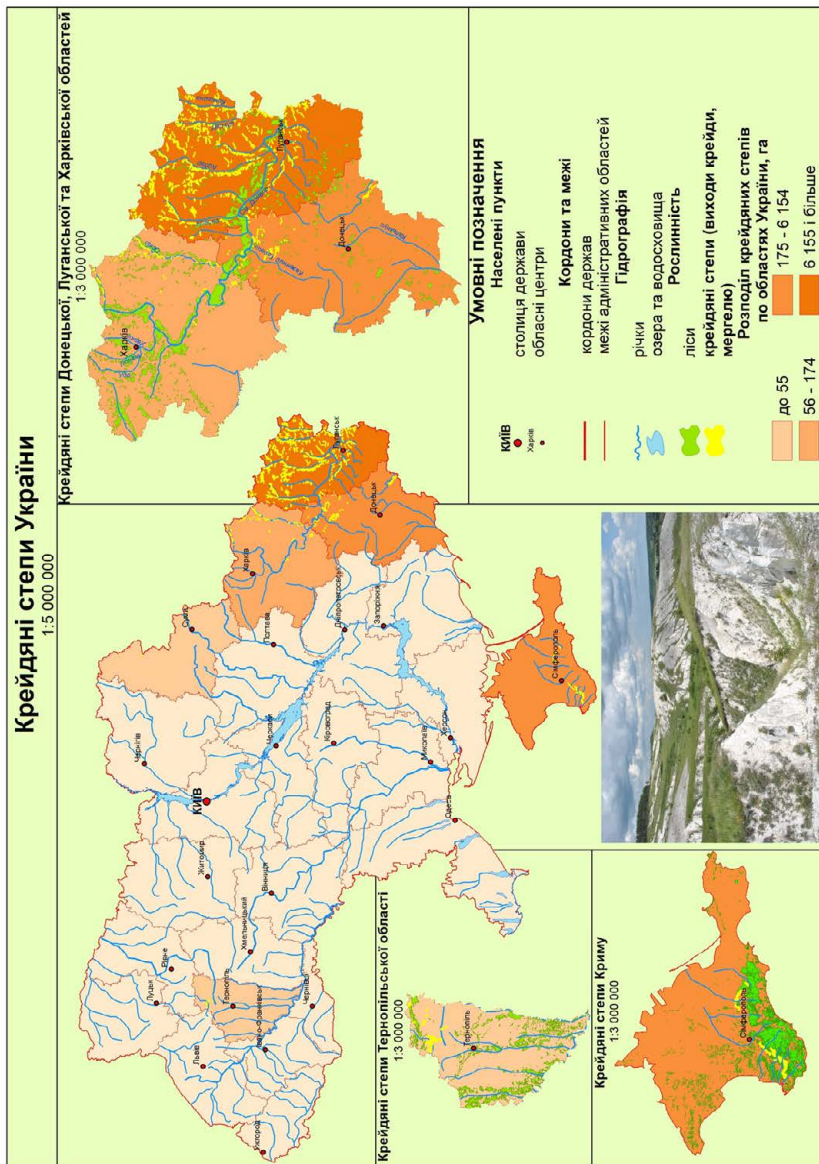 Крейдяні степи України
1:5 000 000
Луцьк
Рівне
Львів
Тернопіль
Хмельницький
Житомир
КИЇВ
Чернігів
Суми
Ужгород
Івано-Франківськ
Чернівці
Вінниця
Черкаси
Полтава
Харків
Кіровоград
Дніпропетровськ
Запоріжжя
Донецьк
Луганськ
Одеса
Миколаїв
Херсон
Сімферополь
Крейдяні степи Донецької, Луганської та Харківської областей
1:3 000 000
Харків
Луганськ
Донецьк
Крейдяні степи Тернопільської області
1:3 000 000
Тернопіль
Крейдяні степи Криму
1:3 000 000
Сімферополь
Умовні позначення
Населені пункти
КИЇВ
столиця держави
Харків
обласні центри
Кордони та межі
кордони держав
межі адміністративних областей
Гідрографія
річки
озера та водосховища
Рослинність
ліси
крейдяні степи (виходи крейди,
мергелю)
Розподіл крейдяних степів
по областях України, га
до 55
175 - 6 154
56 - 174
6 155 і більше